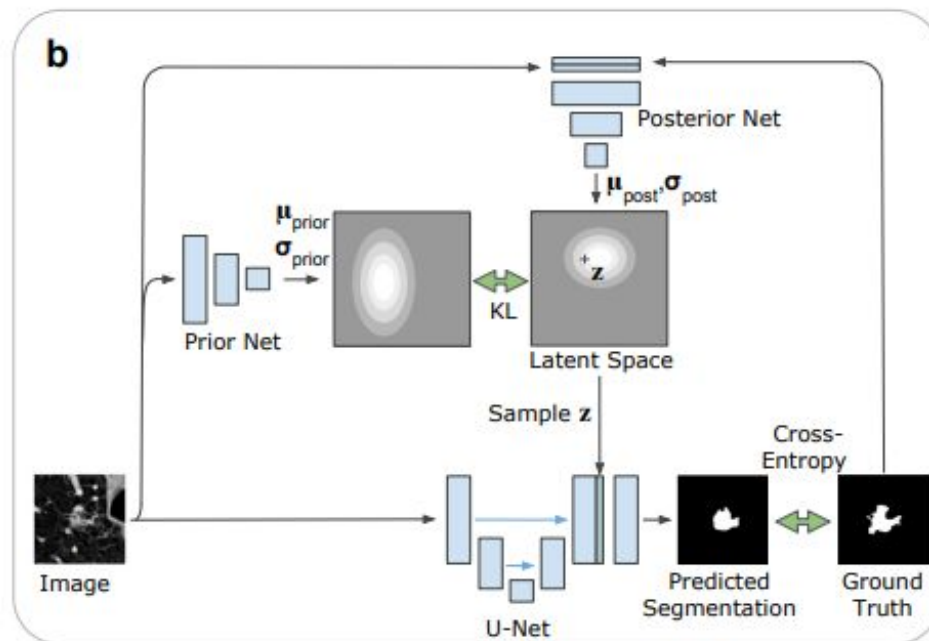 b
Posterior Net
μpost,σpost
μprior
σprior
z
KL
Prior Net
Latent Space
Sample z
Cross-
Entropy
Image
U-Net
Predicted
Segmentation
Ground
Truth